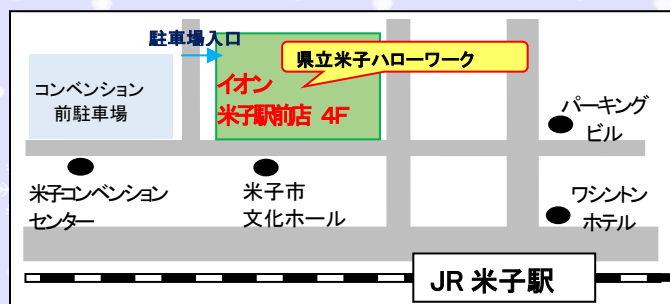 駐車場入口
県立米子ハローワーク
コンベンション
前駐車場
イオン
米子駅前店 4F
パーキング
ビル
米子コンベンション
センター
米子市
文化ホール
ワシントン
ホテル
JR 米子駅